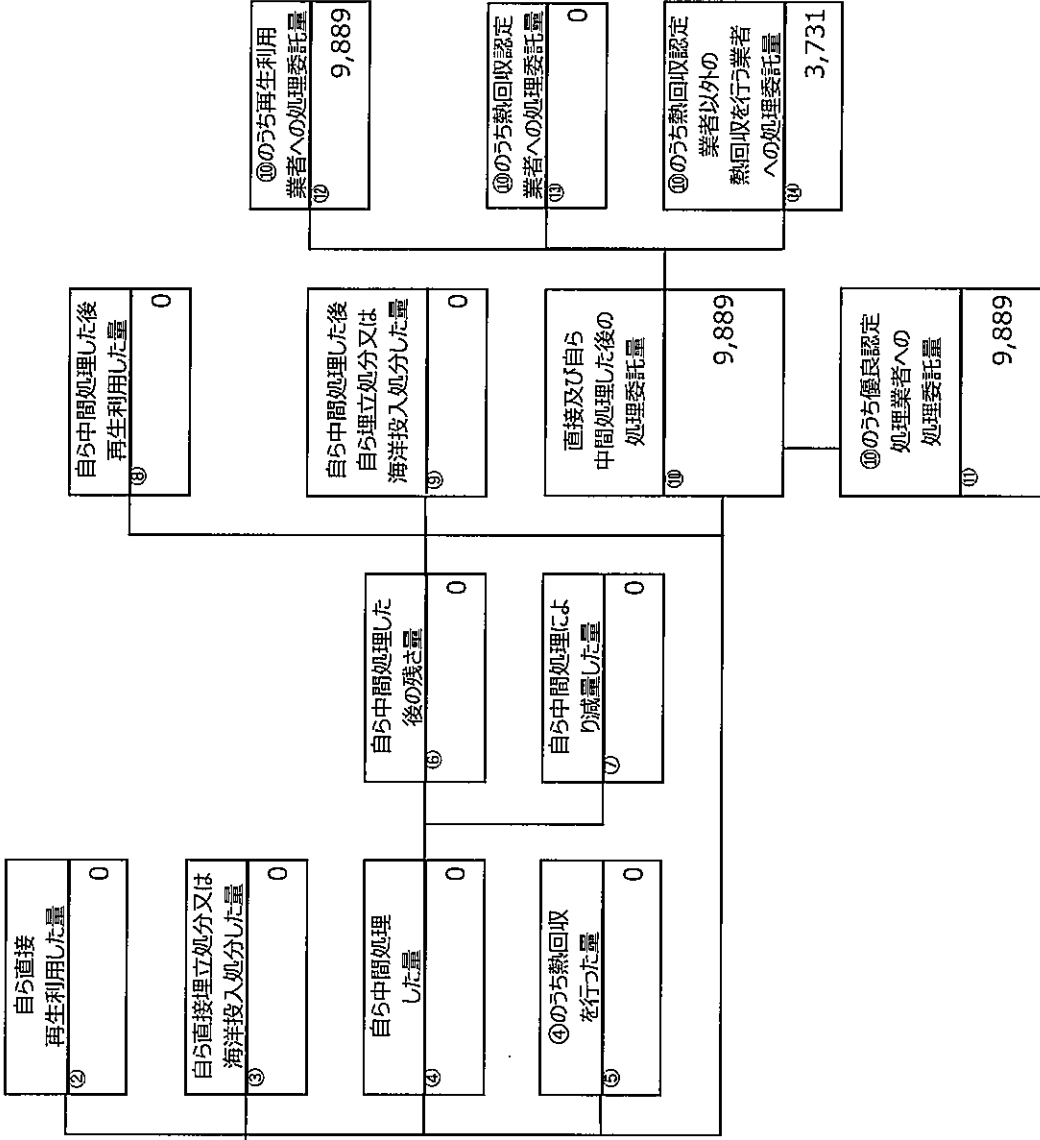 自ら直接
再生利用した量
②
0
自ら直接埋立処分又は
海洋投入処分した量
③
0
自ら中間処理
した量
④
0
④のうち熱回収
を行った量
⑤
0
自ら中間処理した
後の残さ量
⑥
0
自ら中間処理によ
り減量した量
⑦
0
自ら中間処理した後
再生利用した量
⑧
0
自ら中間処理した後
自ら埋立処分又は
海洋投入処分した量
⑨
0
直接及び自ら
中間処理した後の
処理委託量
⑩
9,889
⑩のうち優良認定
処理業者への
処理委託量
⑪
9,889
⑩のうち再生利用
業者への処理委託量
⑫
9,889
⑩のうち熱回収認定
業者への処理委託量
⑬
0
⑩のうち熱回収認定
業者以外の
熱回収を行う業者
への処理委託量
⑭
3,731